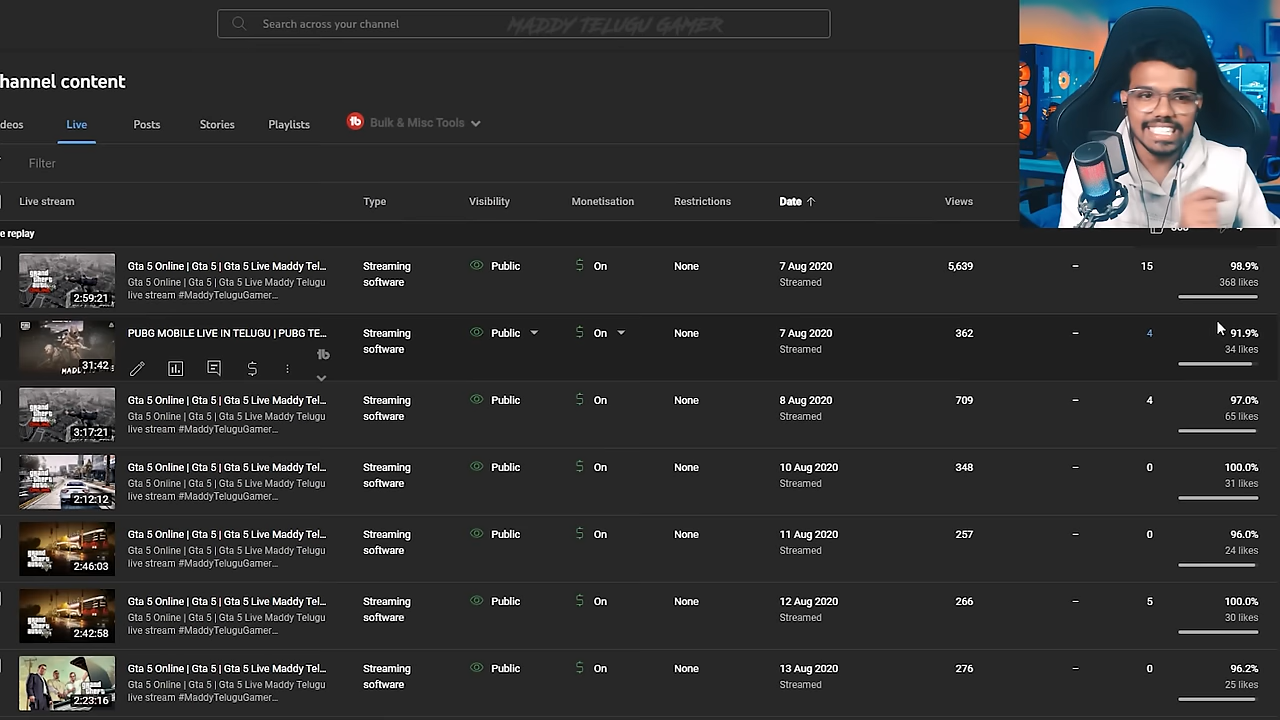 Search across your channel
MADDY TELUGU GAMER
hannel content
deos
Live
Posts
Stories
Playlists
tb
Bulk & Misc Tools
Filter
Live stream
Type
Visibility
Monetisation
Restrictions
Date
Views
e replay
2:59:21
Gta 5 Online | Gta 5 | Gta 5 Live Maddy Tel...
Gta 5 Online | Gta 5 | Gta 5 Live Maddy Telugu
live stream #MaddyTeluguGamer...
Streaming
software
Public
On
None
7 Aug 2020
Streamed
5,639
–
15
98.9%
368 likes
31:42
PUBG MOBILE LIVE IN TELUGU | PUBG TE...
tb
Streaming
software
Public
On
None
7 Aug 2020
Streamed
362
–
4
91.9%
34 likes
3:17:21
Gta 5 Online | Gta 5 | Gta 5 Live Maddy Tel...
Gta 5 Online | Gta 5 | Gta 5 Live Maddy Telugu
live stream #MaddyTeluguGamer...
Streaming
software
Public
On
None
8 Aug 2020
Streamed
709
–
4
97.0%
65 likes
2:12:12
Gta 5 Online | Gta 5 | Gta 5 Live Maddy Tel...
Gta 5 Online | Gta 5 | Gta 5 Live Maddy Telugu
live stream #MaddyTeluguGamer...
Streaming
software
Public
On
None
10 Aug 2020
Streamed
348
–
0
100.0%
31 likes
2:46:03
Gta 5 Online | Gta 5 | Gta 5 Live Maddy Tel...
Gta 5 Online | Gta 5 | Gta 5 Live Maddy Telugu
live stream #MaddyTeluguGamer...
Streaming
software
Public
On
None
11 Aug 2020
Streamed
257
–
0
96.0%
24 likes
2:42:58
Gta 5 Online | Gta 5 | Gta 5 Live Maddy Tel...
Gta 5 Online | Gta 5 | Gta 5 Live Maddy Telugu
live stream #MaddyTeluguGamer...
Streaming
software
Public
On
None
12 Aug 2020
Streamed
266
–
5
100.0%
30 likes
2:23:16
Gta 5 Online | Gta 5 | Gta 5 Live Maddy Tel...
Gta 5 Online | Gta 5 | Gta 5 Live Maddy Telugu
live stream #MaddyTeluguGamer...
Streaming
software
Public
On
None
13 Aug 2020
Streamed
276
–
0
96.2%
25 likes